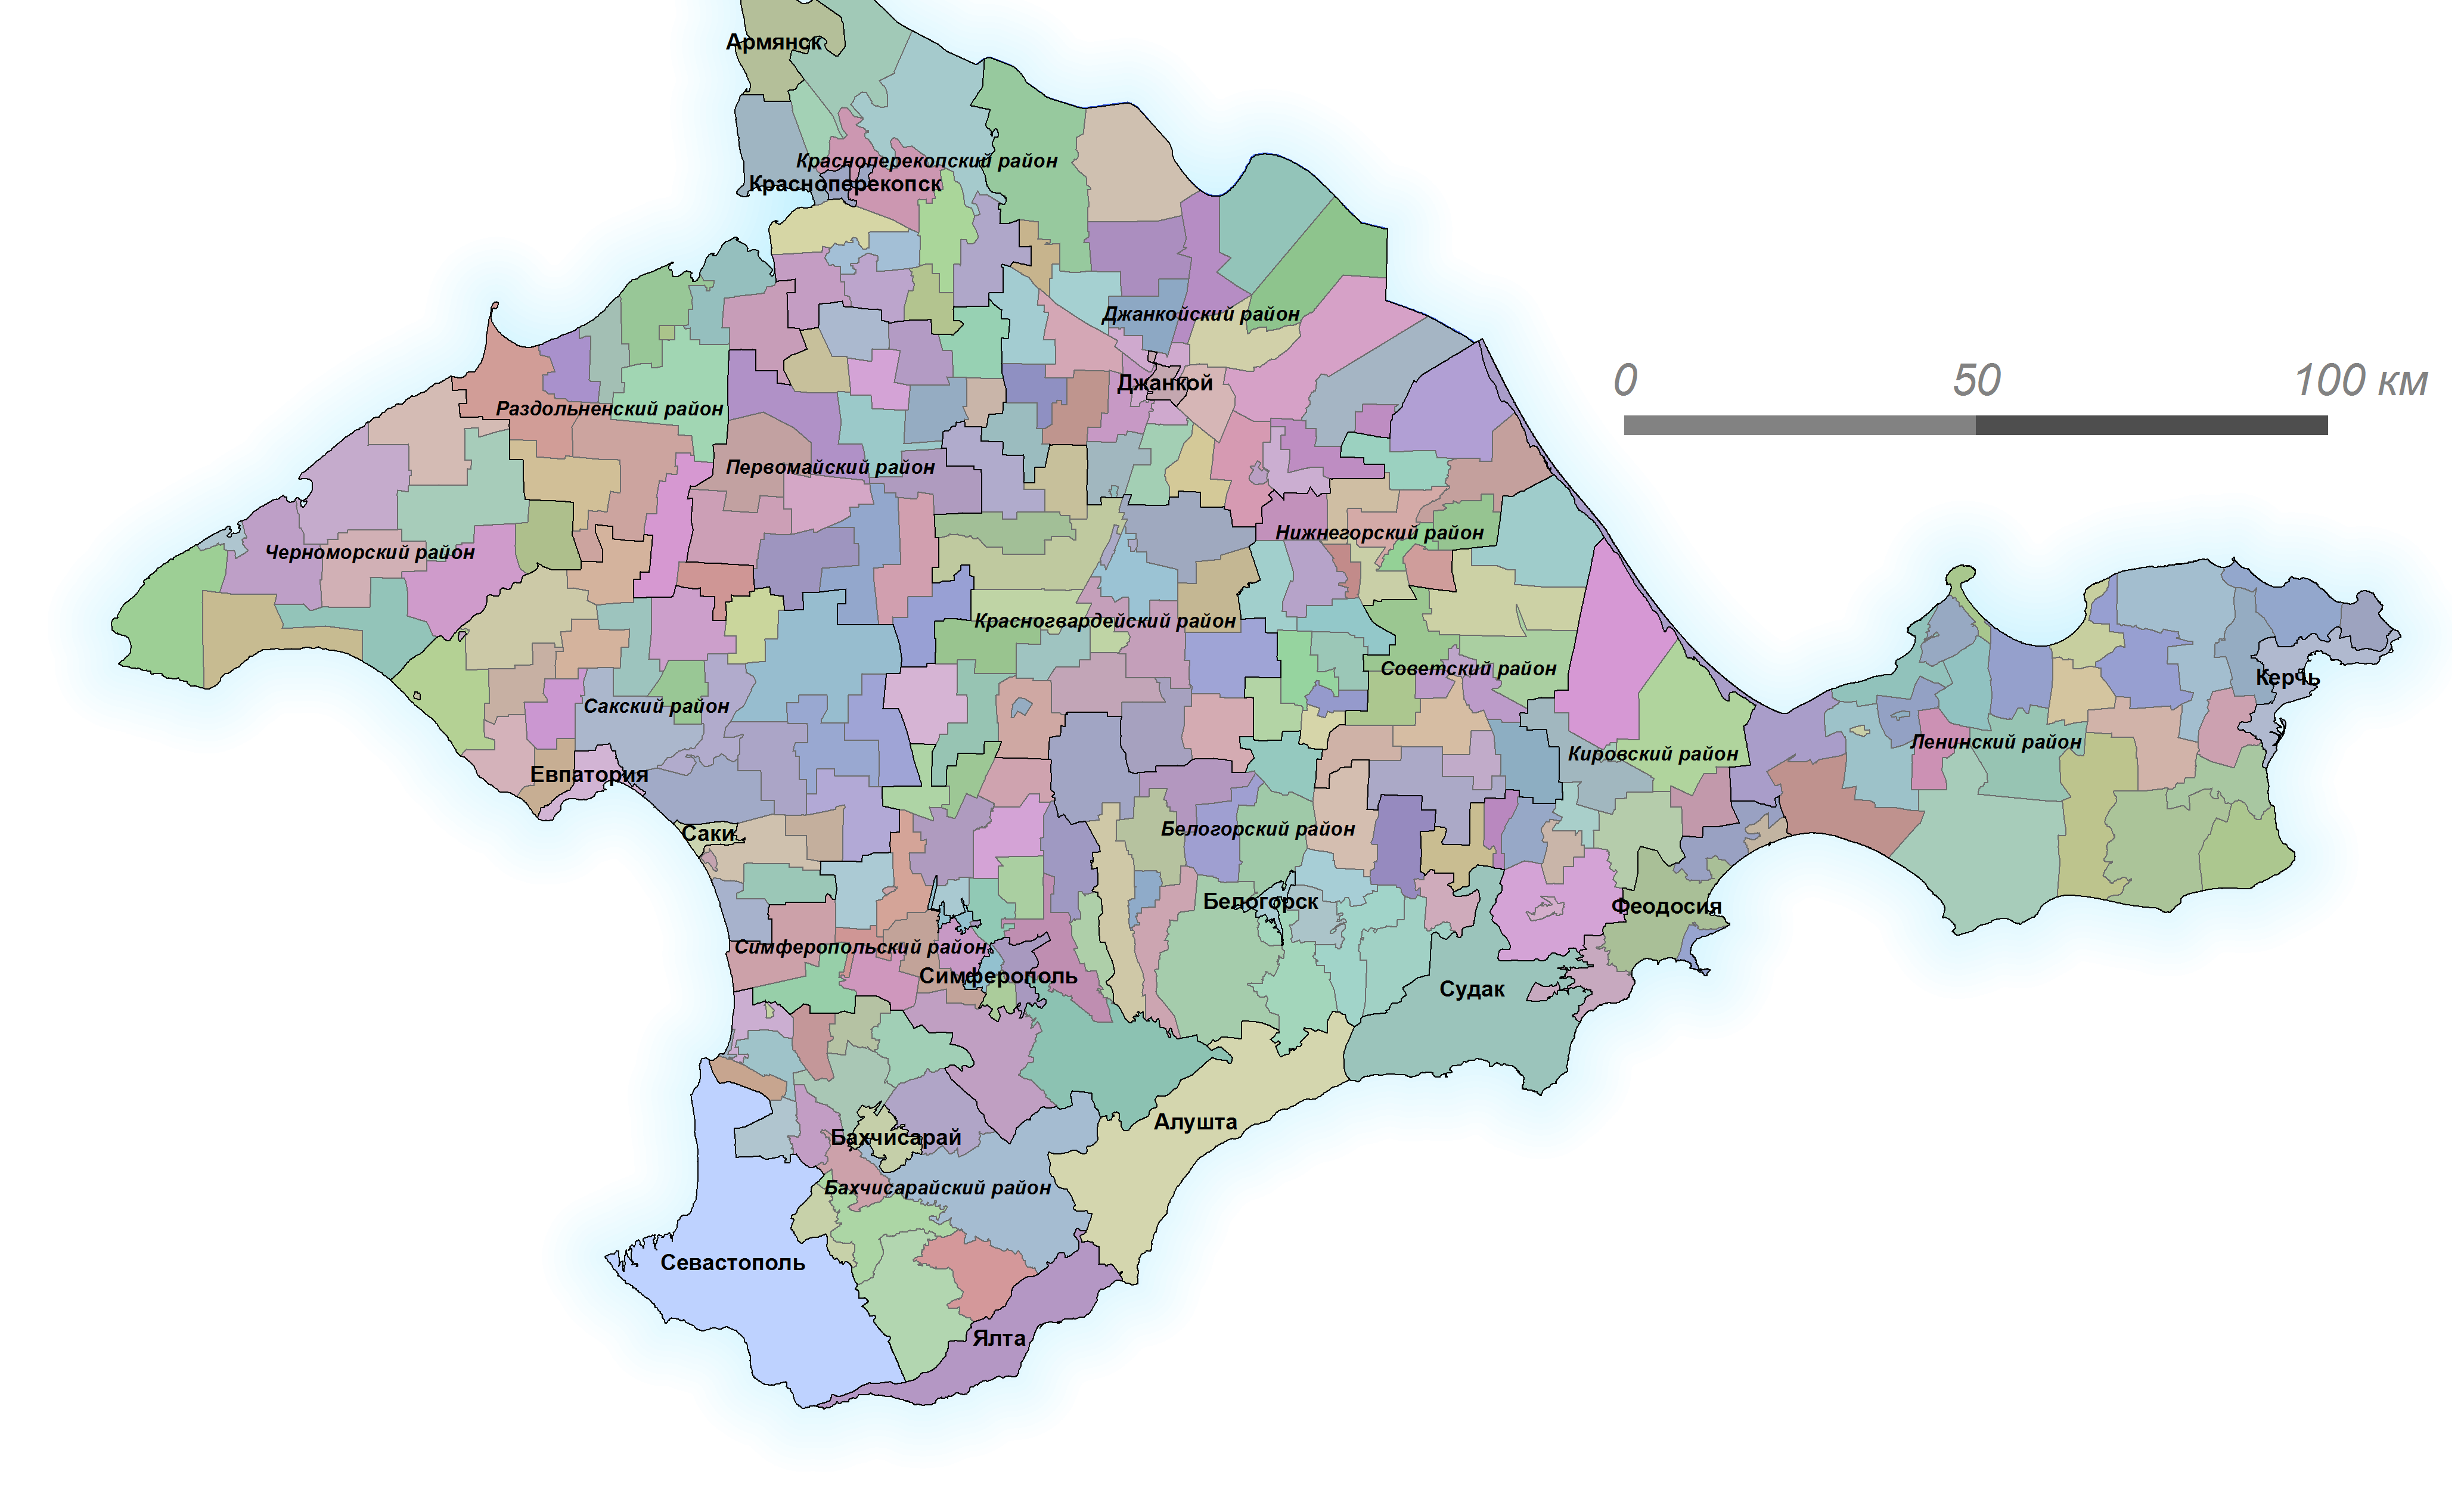 Армянск
Красноперекопский район
Красноперекопск
Джанкойский район
0 50 100 км
Джанкой
Раздольненский район
Первомайский район
Нижнегорский район
Черноморский район
Красногвардейский район
Советский район
Керчь
Сакский район
Ленинский район
Кировский район
Евпатория
Белогорский район
Саки
Белогорск
Феодосия
Симферопольский район
Симферополь
Судак
Алушта
Бахчисарай
Бахчисарайский район
Севастополь
Ялта